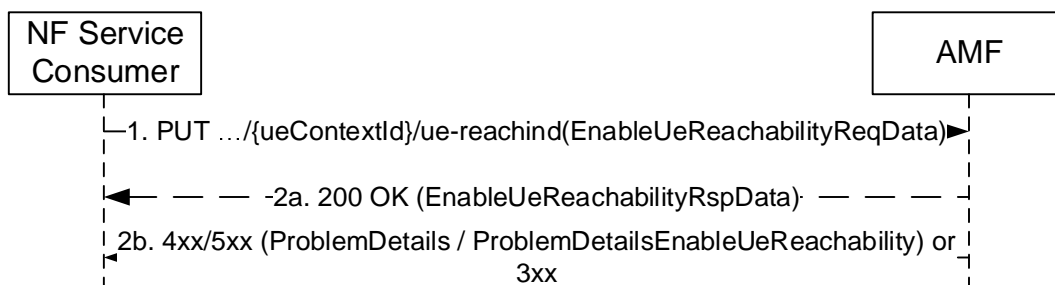 NF Service
Consumer
AMF
1. PUT …/{ueContextId}/ue-reachind(EnableUeReachabilityReqData)
2a. 200 OK (EnableUeReachabilityRspData)
2b. 4xx/5xx (ProblemDetails / ProblemDetailsEnableUeReachability) or
3xx